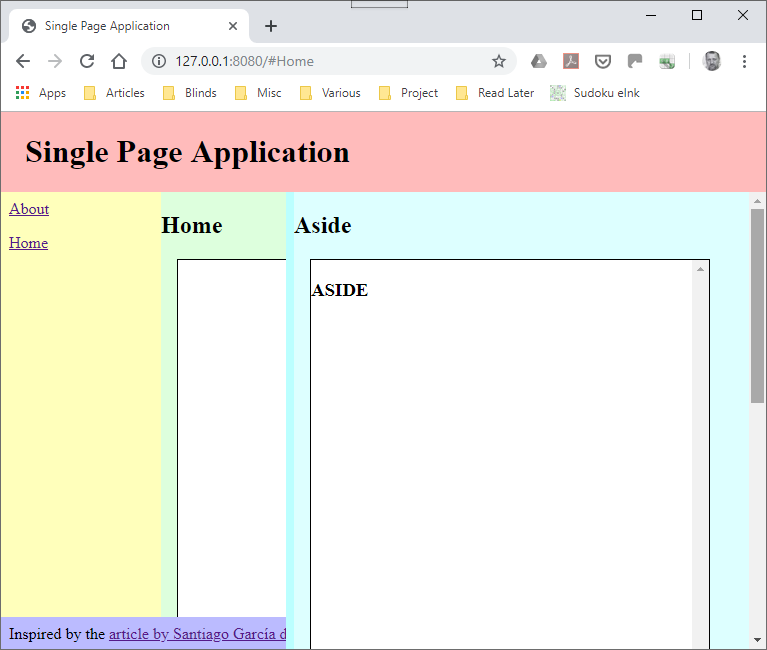 Single Page Application
127.0.0.1:8080/#Home
Apps Articles Blinds Misc Various Project Read Later Sudoku eInk
Single Page Application
About
Home
Home
Aside
ASIDE
Inspired by the article by Santiago García d